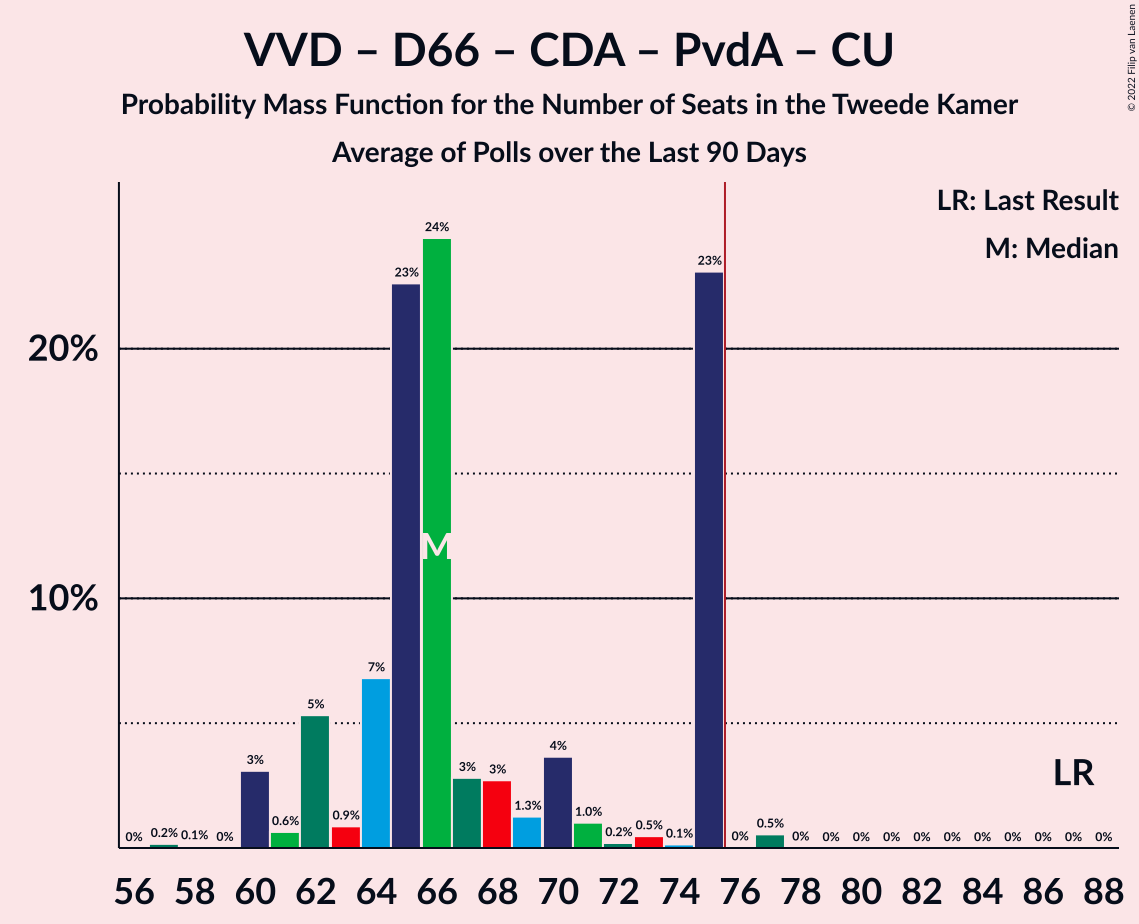 VVD – D66 – CDA – PvdA – CU
Probability Mass Function for the Number of Seats in the Tweede Kamer
Average of Polls over the Last 90 Days
© 2022 Filip van Laenen
LR: Last Result
M: Median
20%
10%
0% 0.2% 0.1% 0% 3% 0.6% 5% 0.9% 7% 23% 24% 3% 3% 1.3% 4% 1.0% 0.2% 0.5% 0.1% 23% 0% 0.5% 0% 0% 0% 0% 0% 0% 0% 0% 0% 0% 0%
M
LR
56 58 60 62 64 66 68 70 72 74 76 78 80 82 84 86 88